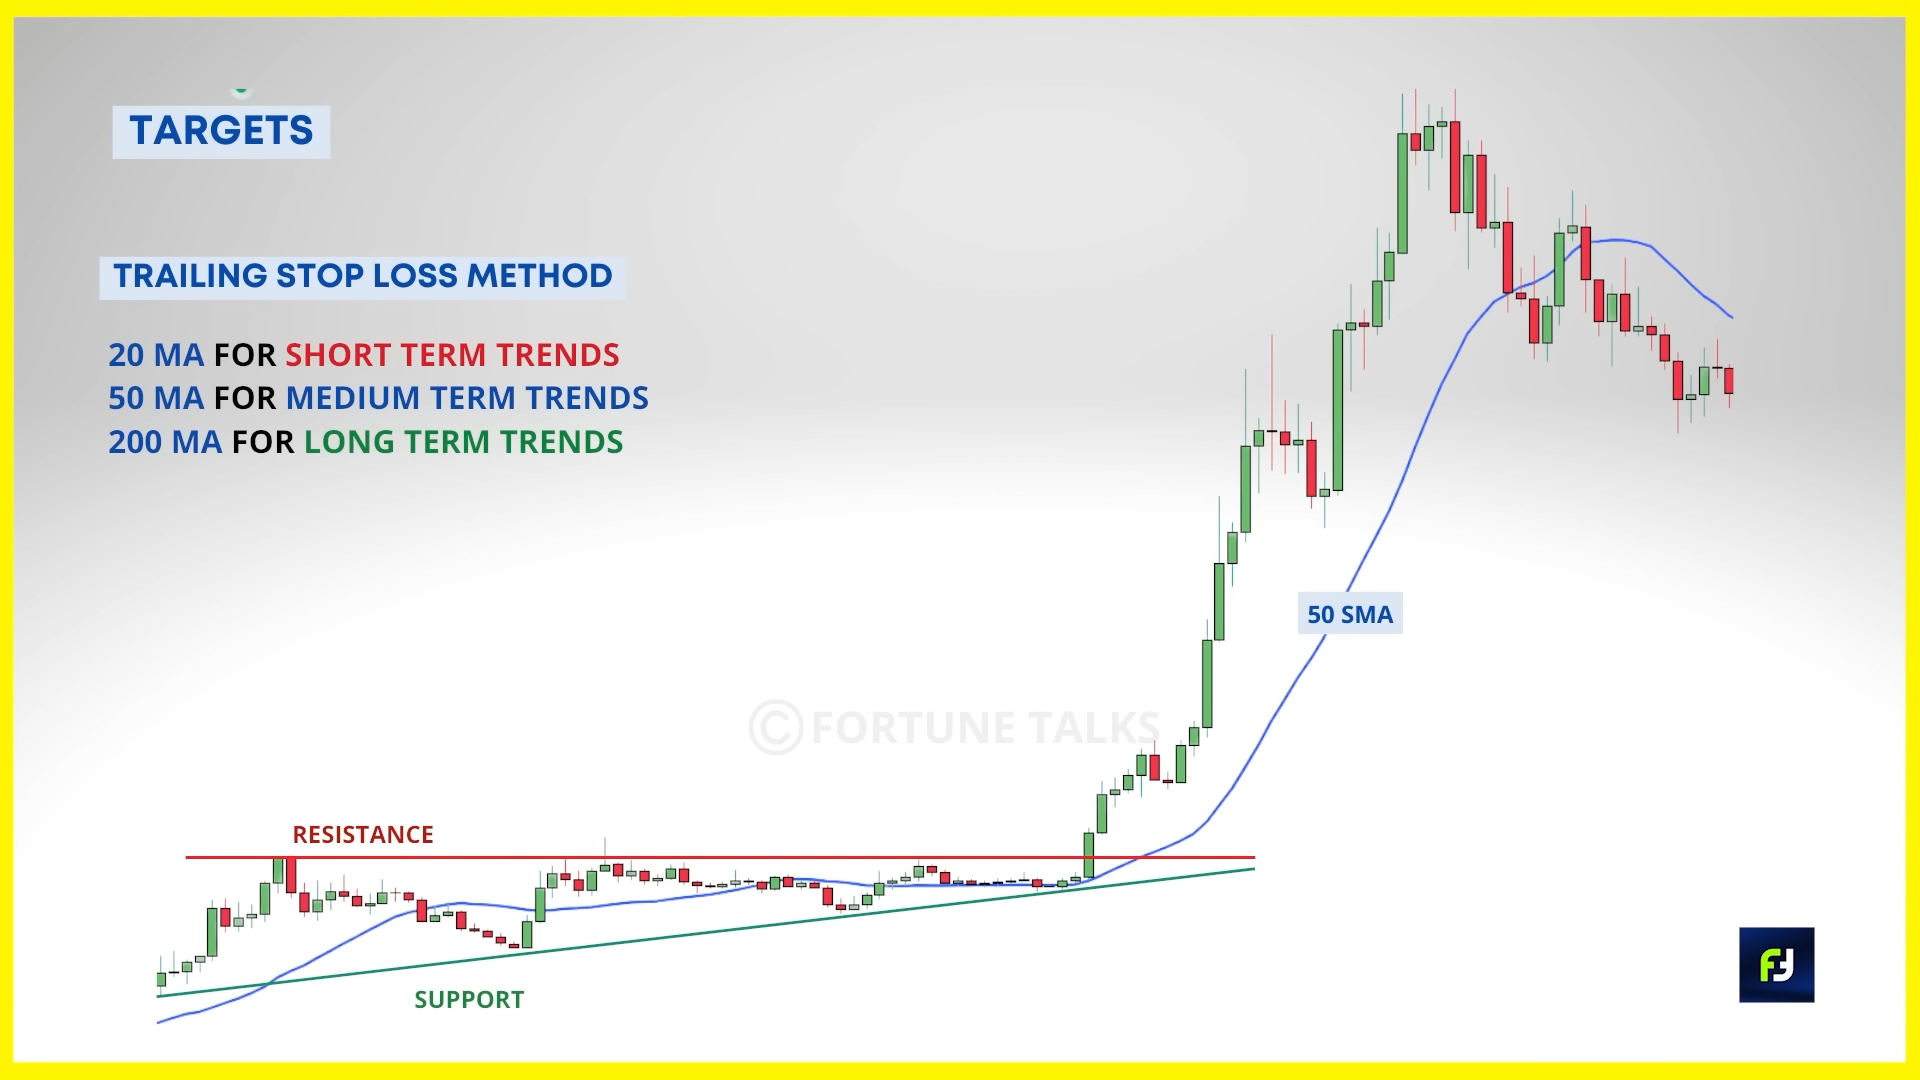 TARGETS
TRAILING STOP LOSS METHOD
20 MA FOR SHORT TERM TRENDS
50 MA FOR MEDIUM TERM TRENDS
200 MA FOR LONG TERM TRENDS
50 SMA
© FORTUNE TALKS
RESISTANCE
SUPPORT